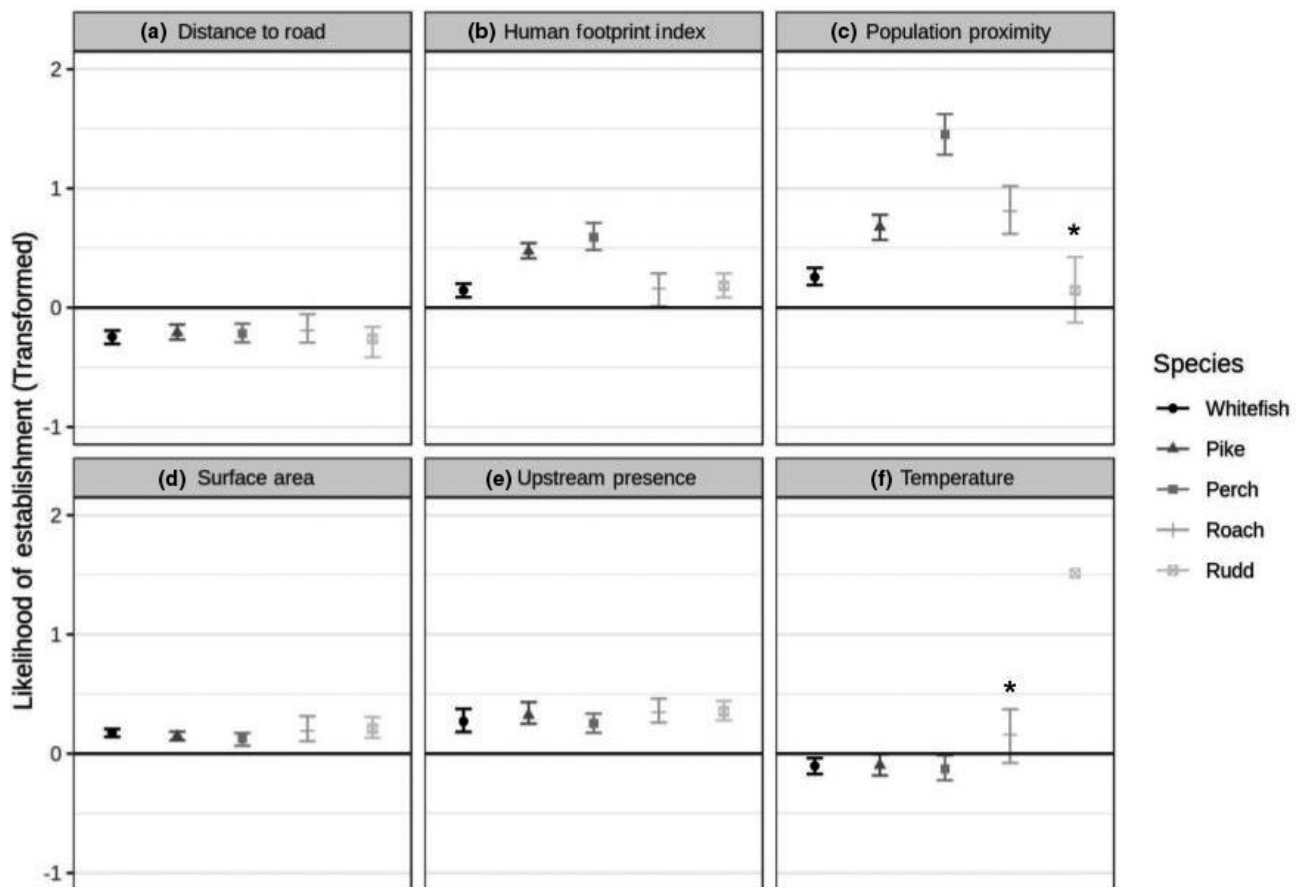 (a) Distance to road
(b) Human footprint index
(c) Population proximity
2
1
0
-1
*
(d) Surface area
(e) Upstream presence
(f) Temperature
2
1
0
-1
*
Likelihood of establishment (Transformed)
Species
Whitefish
Pike
Perch
Roach
Rudd